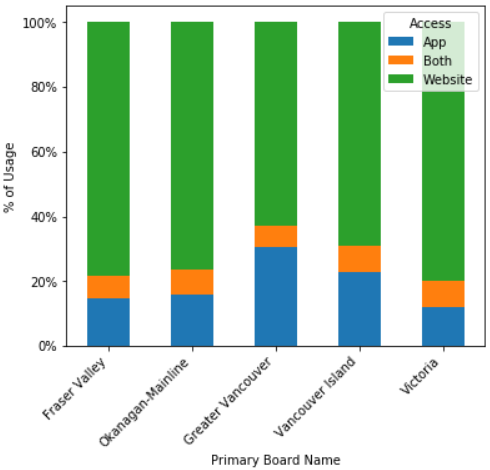 100%
80%
60%
40%
20%
0%
% of Usage
Access
App
Both
Website
Fraser Valley
Okanagan-Mainline
Greater Vancouver
Vancouver Island
Victoria
Primary Board Name